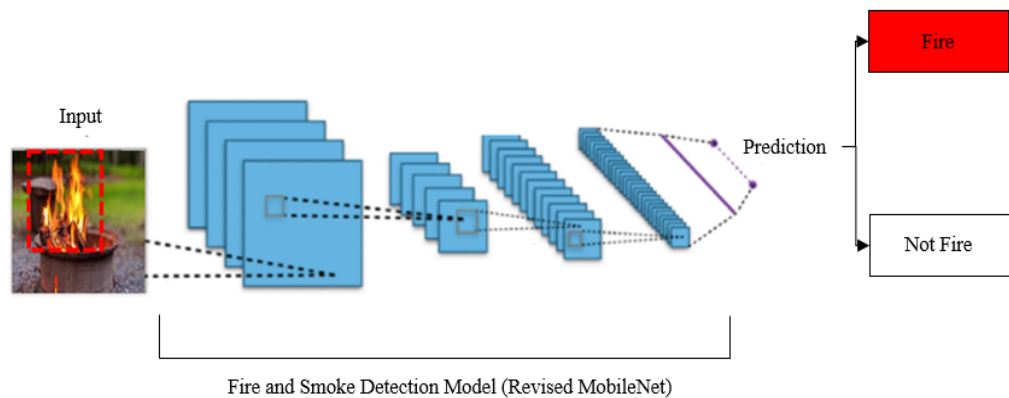 Fire
Input
Prediction
Not Fire
Fire and Smoke Detection Model (Revised MobileNet)